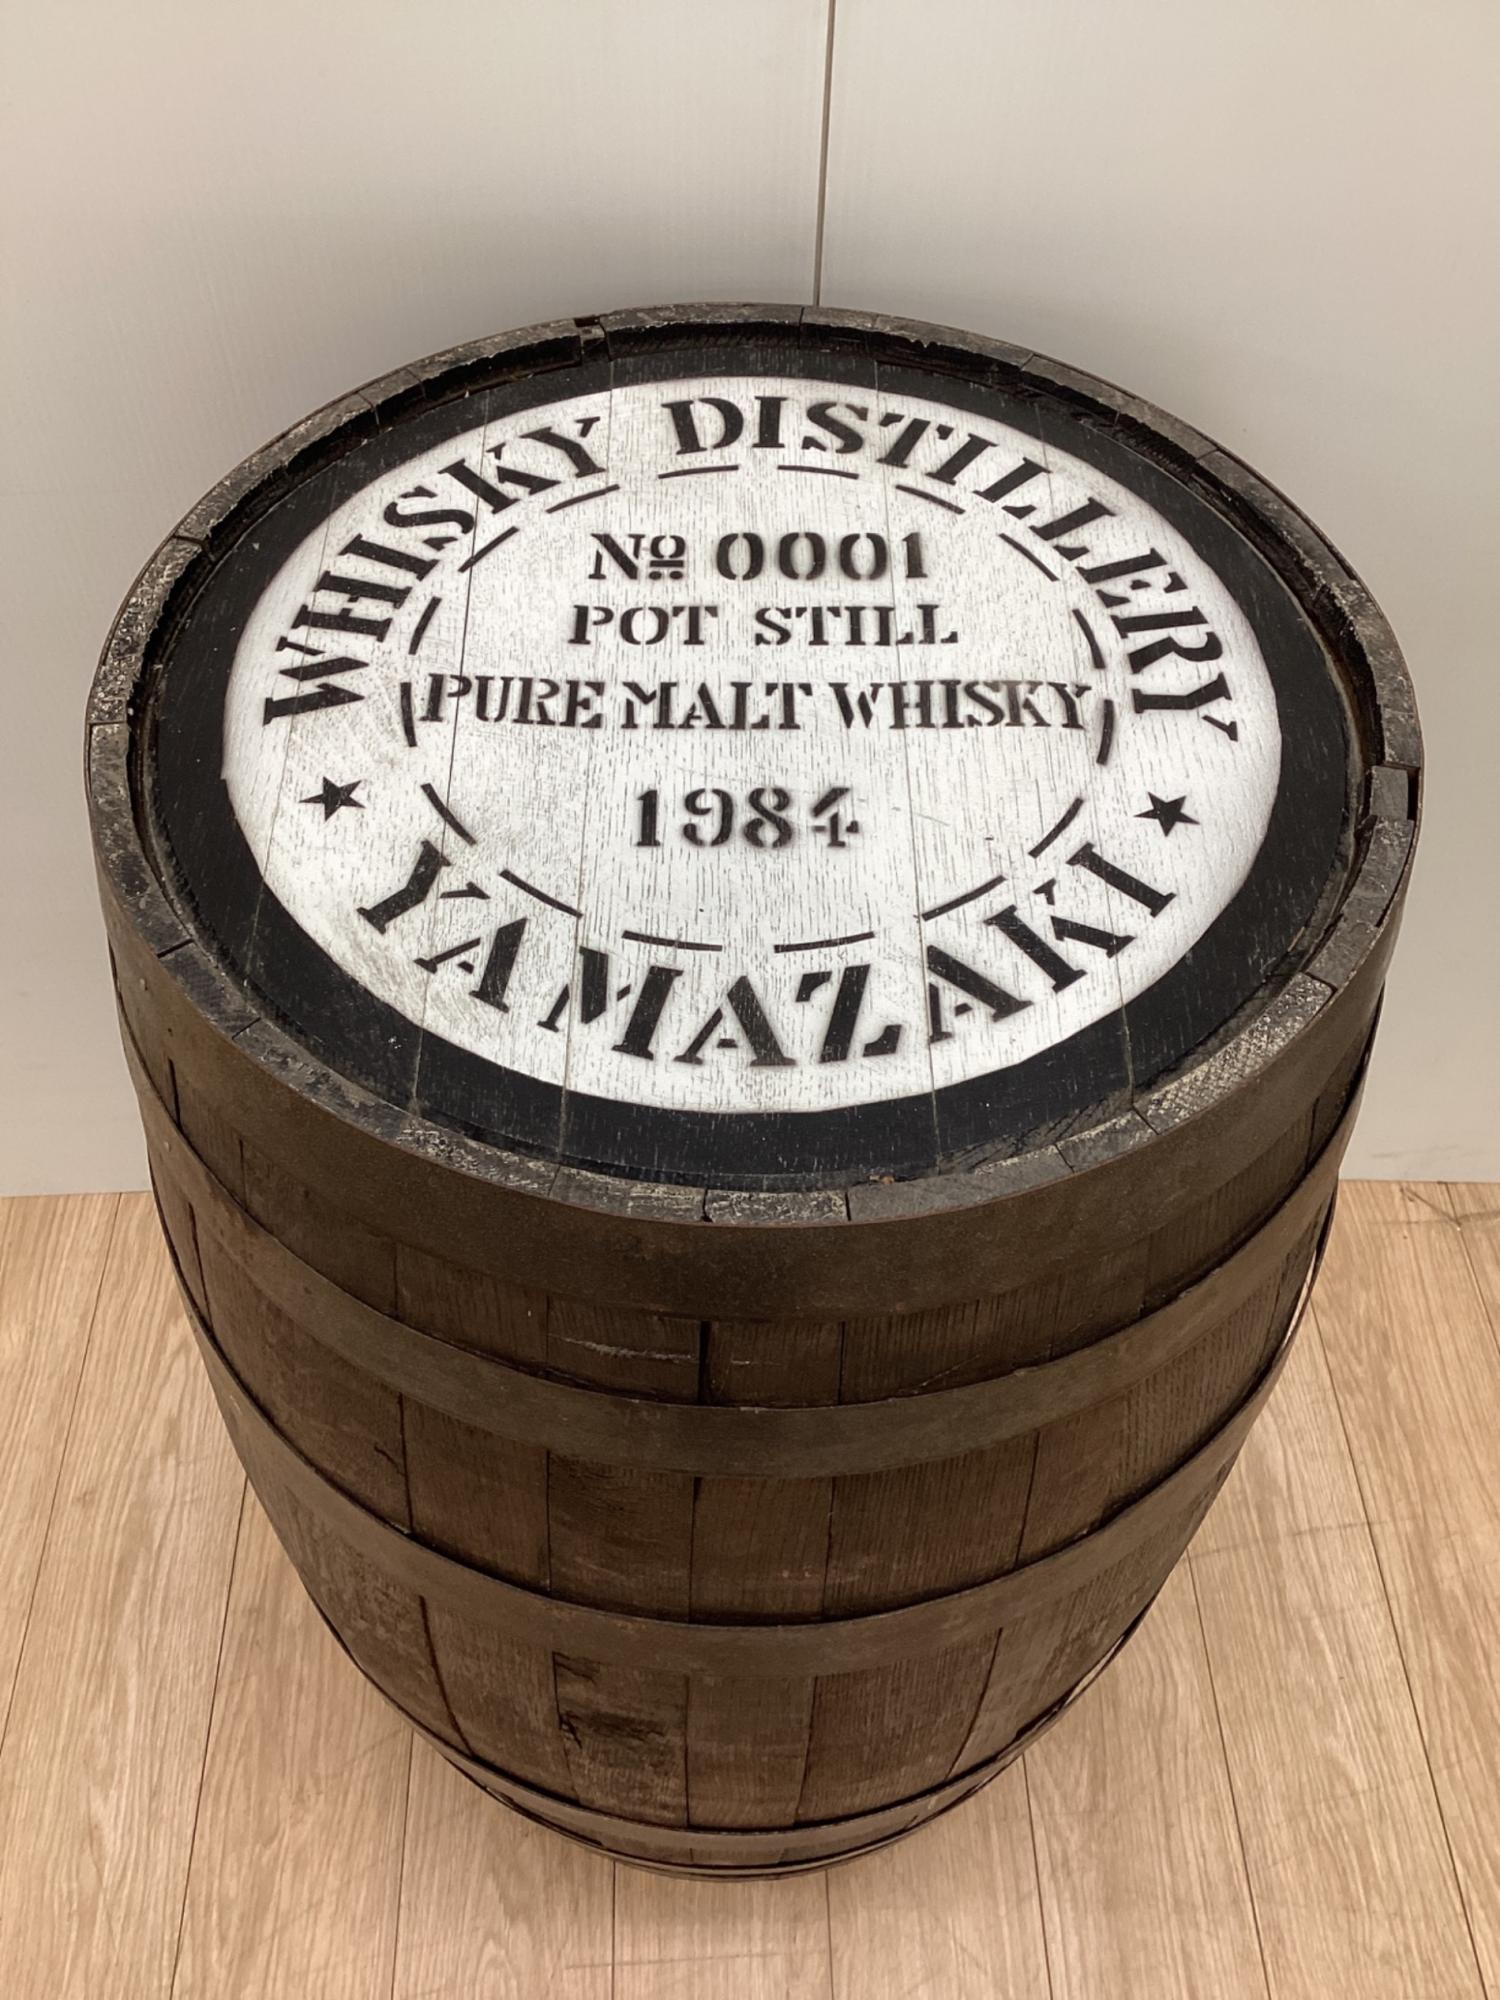 WHISKY DISTILLERY
Nº 0001
POT STILL
PURE MALT WHISKY
1984
YAMAZAKI